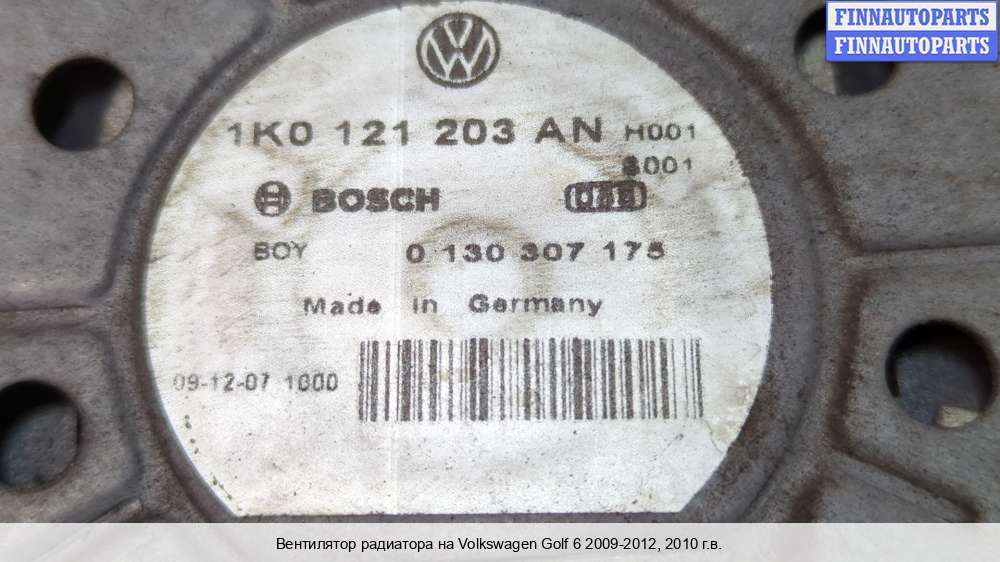 FINNAUTOPARTS
FINNAUTOPARTS
1K0 121 203 AN H001
S001
BOSCH
BOY 0 130 307 175
Made in Germany
09-12-07 1000
Вентилятор радиатора на Volkswagen Golf 6 2009-2012, 2010 г.в.